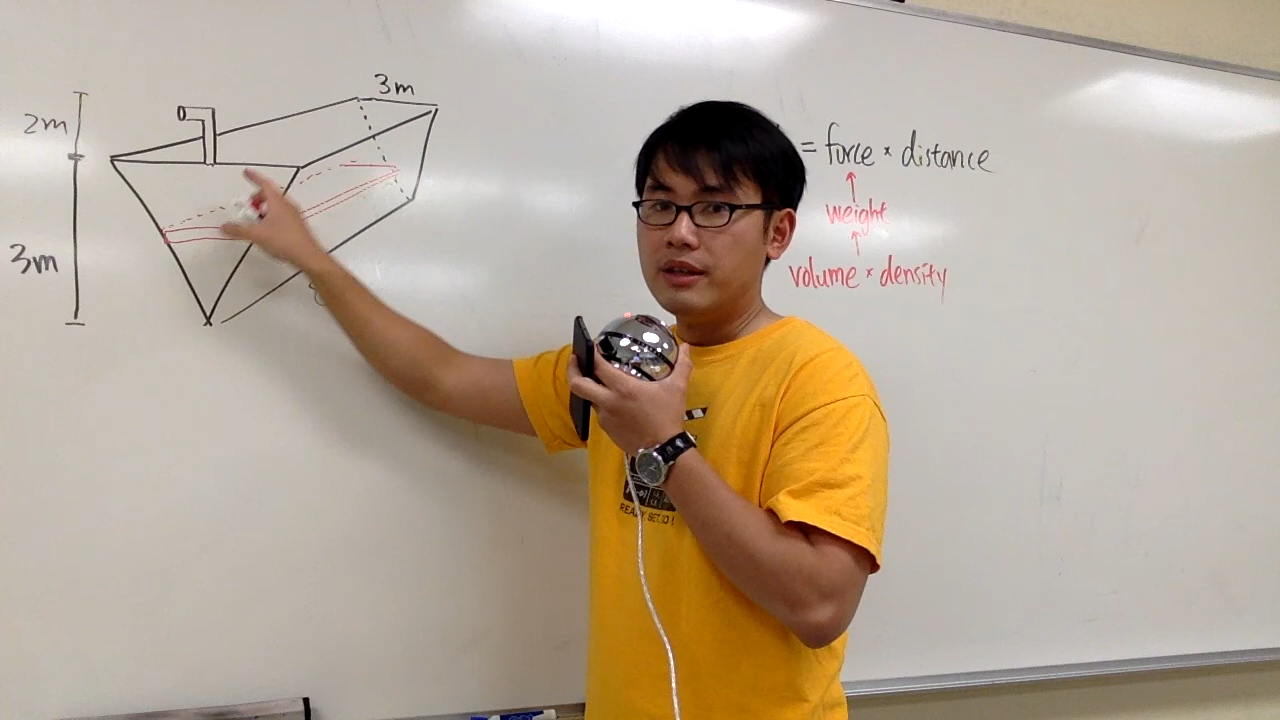 3m
2m
3m
= force × distance
weight
volume × density